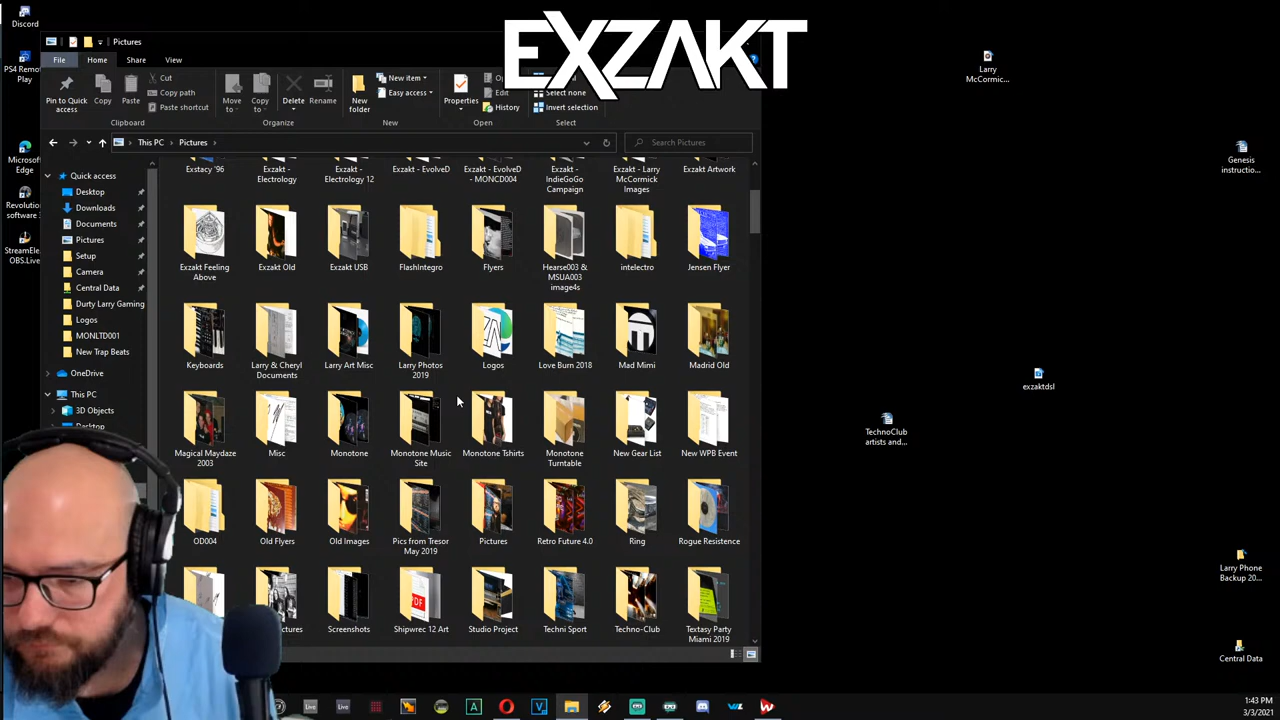 Discord
PS4 Remote
Play
Microsoft
Edge
StreamEle...
OBS.Live
Pictures
EXZAKT
File
Home
Share
View
Pin to Quick
access
Copy
Paste
Cut
Copy path
Paste shortcut
Move
to
Copy
to
Delete
Rename
New
folder
New item
Easy access
Properties
Edit
History
Select none
Invert selection
Clipboard
Organize
New
Open
Select
This PC
Pictures
Search Pictures
Quick access
Desktop
Downloads
Documents
Pictures
Setup
Camera
Central Data
Durty Larry Gaming
Logos
MONLTD001
New Trap Beats
OneDrive
This PC
3D Objects
Desktop
Exstacy '96
Exzakt -
Electrology
Exzakt -
Electrology 12
Exzakt - EvolveD
Exzakt - EvolveD
- MONCD004
Exzakt -
IndieGoGo
Campaign
Exzakt - Larry
McCormick
Images
Exzakt Artwork
Exzakt Feeling
Above
Exzakt Old
Exzakt USB
FlashIntegro
Flyers
Hearse003 &
MSUA003
image4s
intelectro
Jensen Flyer
Keyboards
Larry & Cheryl
Documents
Larry Art Misc
Larry Photos
2019
Logos
Love Burn 2018
Mad Mimi
Madrid Old
Magical Maydaze
2003
Misc
Monotone
Monotone Music
Site
Monotone Tshirts
Monotone
Turntable
New Gear List
New WPB Event
OD004
Old Flyers
Old Images
Pics from Tresor
May 2019
Pictures
Retro Future 4.0
Ring
Rogue Resistence
Screenshots
Shipwrec 12 Art
Studio Project
Techni Sport
Techno-Club
Textasy Party
Miami 2019
Larry
McCormic...
Genesis
instructio...
exzaktdsl
TechnoClub
artists and...
Larry Phone
Backup 20...
Central Data
Live
Live
1:43 PM
3/3/2021